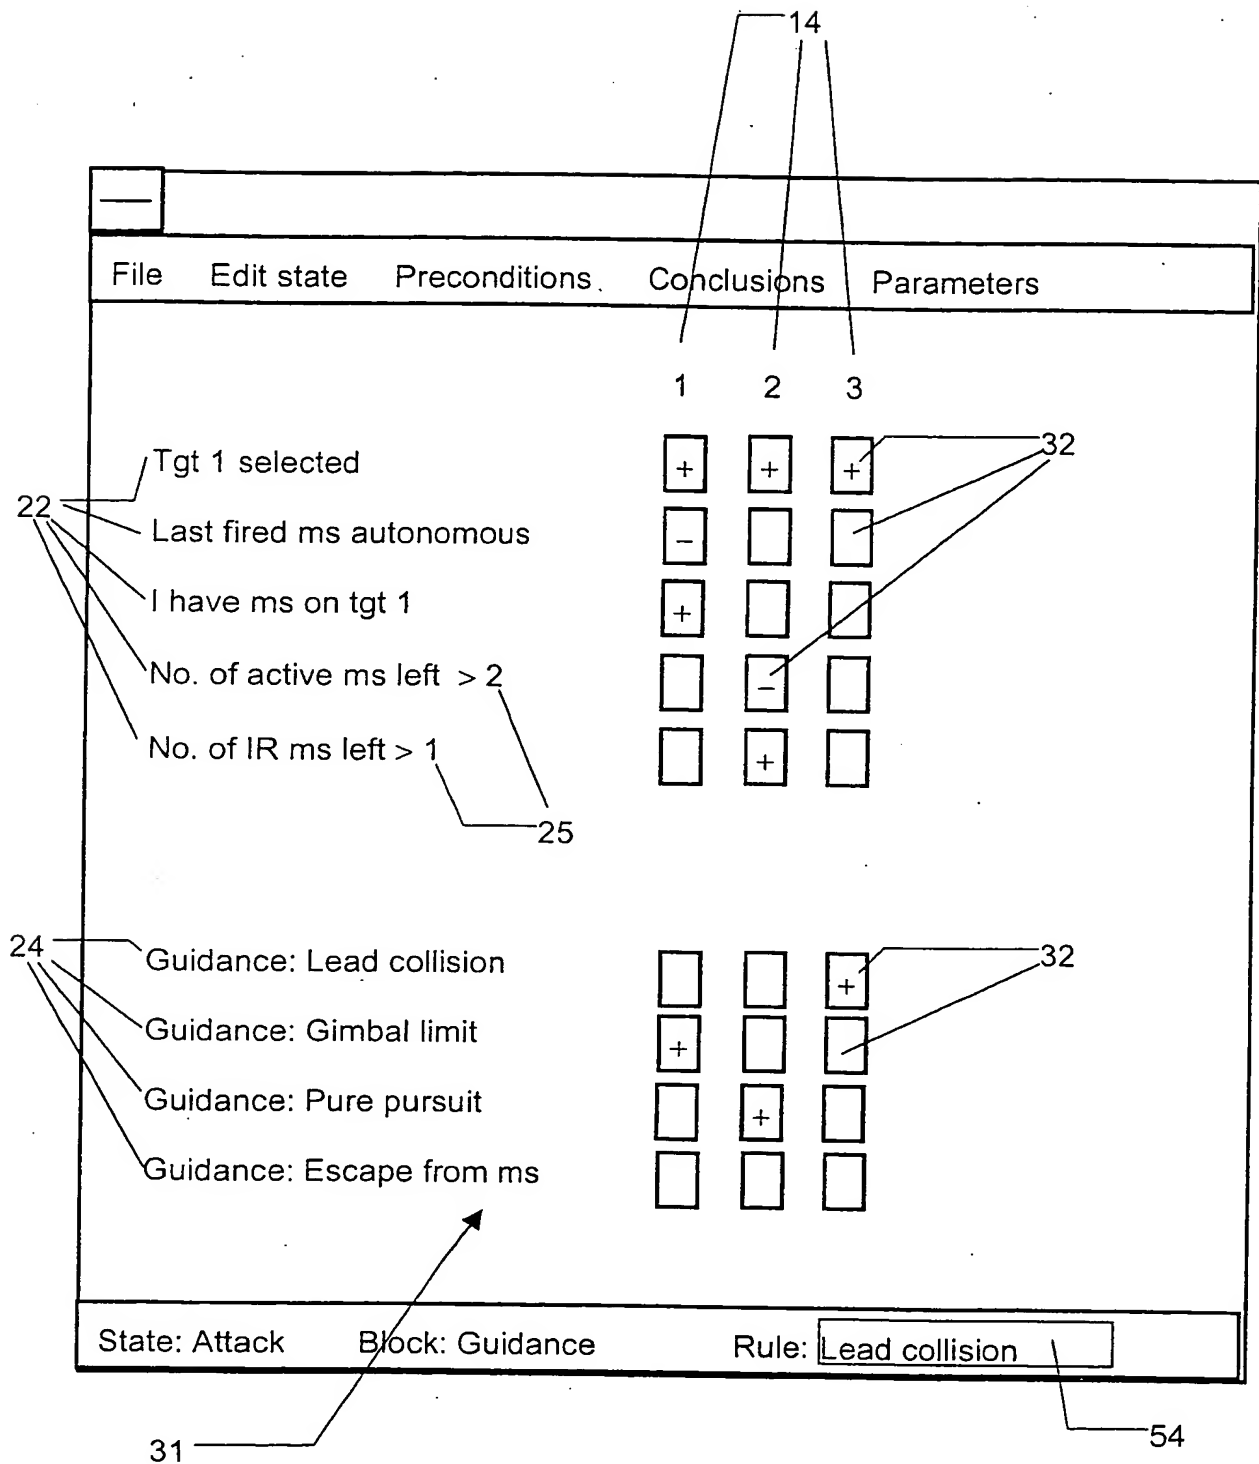 14
File Edit state Preconditions Conclusions Parameters
1 2 3
Tgt 1 selected + + + 32
22
Last fired ms autonomous –
I have ms on tgt 1 +
No. of active ms left > 2 –
No. of IR ms left > 1 +
25
24
Guidance: Lead collision + 32
Guidance: Gimbal limit +
Guidance: Pure pursuit +
Guidance: Escape from ms
State: Attack Block: Guidance Rule: Lead collision
31 54